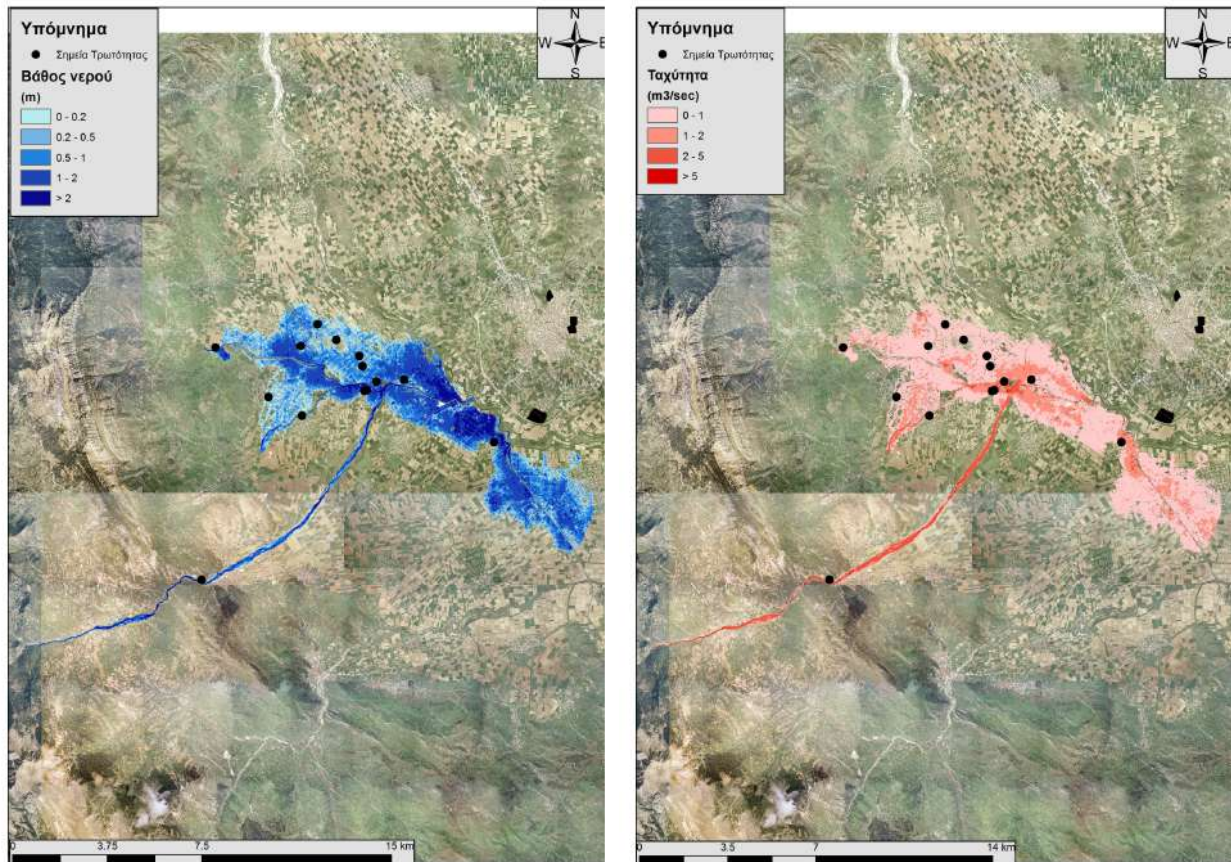 Υπόμνημα
Σημεία Τρωτότητας
Βάθος νερού
(m)
0 - 0.2
0.2 - 0.5
0.5 - 1
1 - 2
> 2
N
W E
S
0 3.75 7.5 15 km
Υπόμνημα
Σημεία Τρωτότητας
Ταχύτητα
(m3/sec)
0 - 1
1 - 2
2 - 5
> 5
N
W E
S
0 3.75 7 14 km